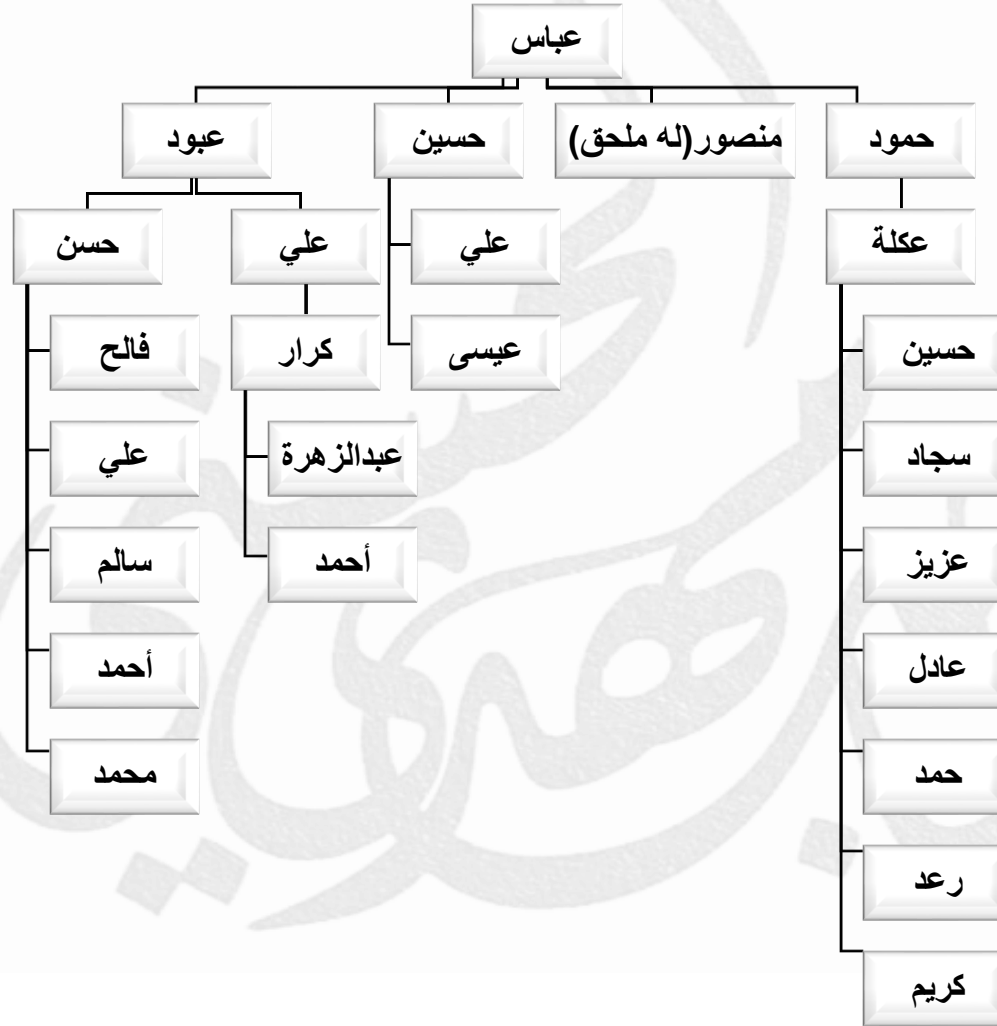 عباس
حمود
منصور(له ملحق)
حسين
عبود
عكلة
علي
علي
حسن
حسين
عيسى
كرار
فالح
سجاد
عبدالزهرة
علي
عزيز
أحمد
سالم
عادل
أحمد
حمد
محمد
رعد
كريم